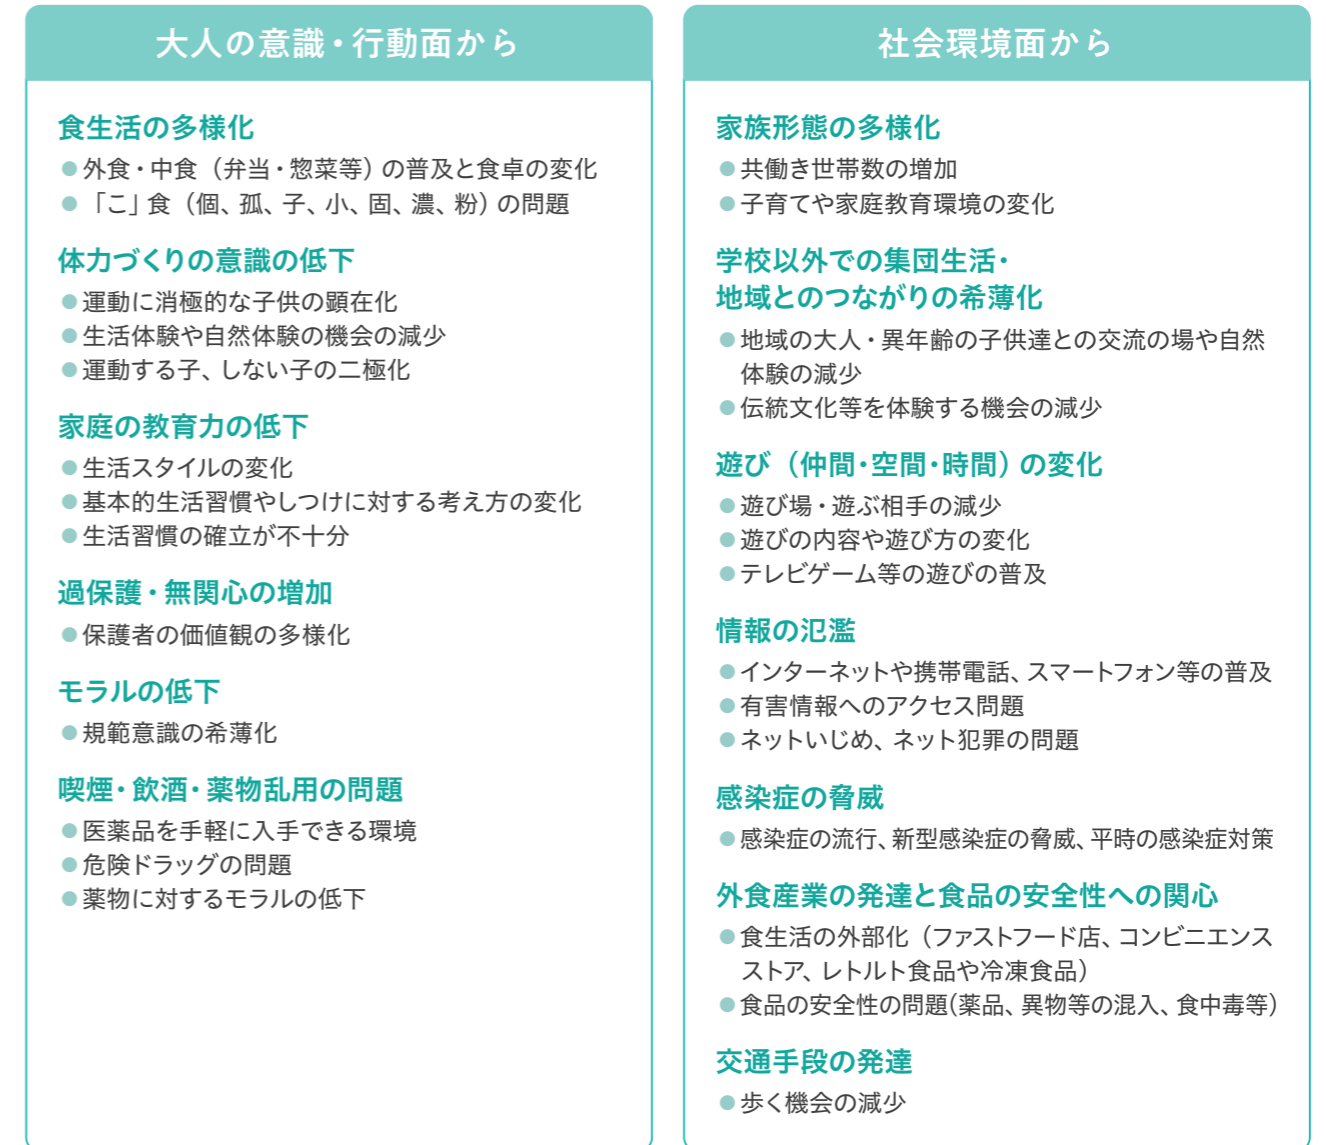 大人の意識・行動面から
食生活の多様化
●外食・中食（弁当・惣菜等）の普及と食卓の変化
●「こ」食（個、孤、子、小、固、濃、粉）の問題
体力づくりの意識の低下
●運動に消極的な子供の顕在化
●生活体験や自然体験の機会の減少
●運動する子、しない子の二極化
家庭の教育力の低下
●生活スタイルの変化
●基本的生活習慣やしつけに対する考え方の変化
●生活習慣の確立が不十分
過保護・無関心の増加
●保護者の価値観の多様化
モラルの低下
●規範意識の希薄化
喫煙・飲酒・薬物乱用の問題
●医薬品を手軽に入手できる環境
●危険ドラッグの問題
●薬物に対するモラルの低下
社会環境面から
家族形態の多様化
●共働き世帯数の増加
●子育てや家庭教育環境の変化
学校以外での集団生活・
地域とのつながりの希薄化
●地域の大人・異年齢の子供達との交流の場や自然
体験の減少
●伝統文化等を体験する機会の減少
遊び（仲間・空間・時間）の変化
●遊び場・遊ぶ相手の減少
●遊びの内容や遊び方の変化
●テレビゲーム等の遊びの普及
情報の氾濫
●インターネットや携帯電話、スマートフォン等の普及
●有害情報へのアクセス問題
●ネットいじめ、ネット犯罪の問題
感染症の脅威
●感染症の流行、新型感染症の脅威、平時の感染症対策
外食産業の発達と食品の安全性への関心
●食生活の外部化（ファストフード店、コンビニエンス
ストア、レトルト食品や冷凍食品）
●食品の安全性の問題(薬品、異物等の混入、食中毒等)
交通手段の発達
●歩く機会の減少